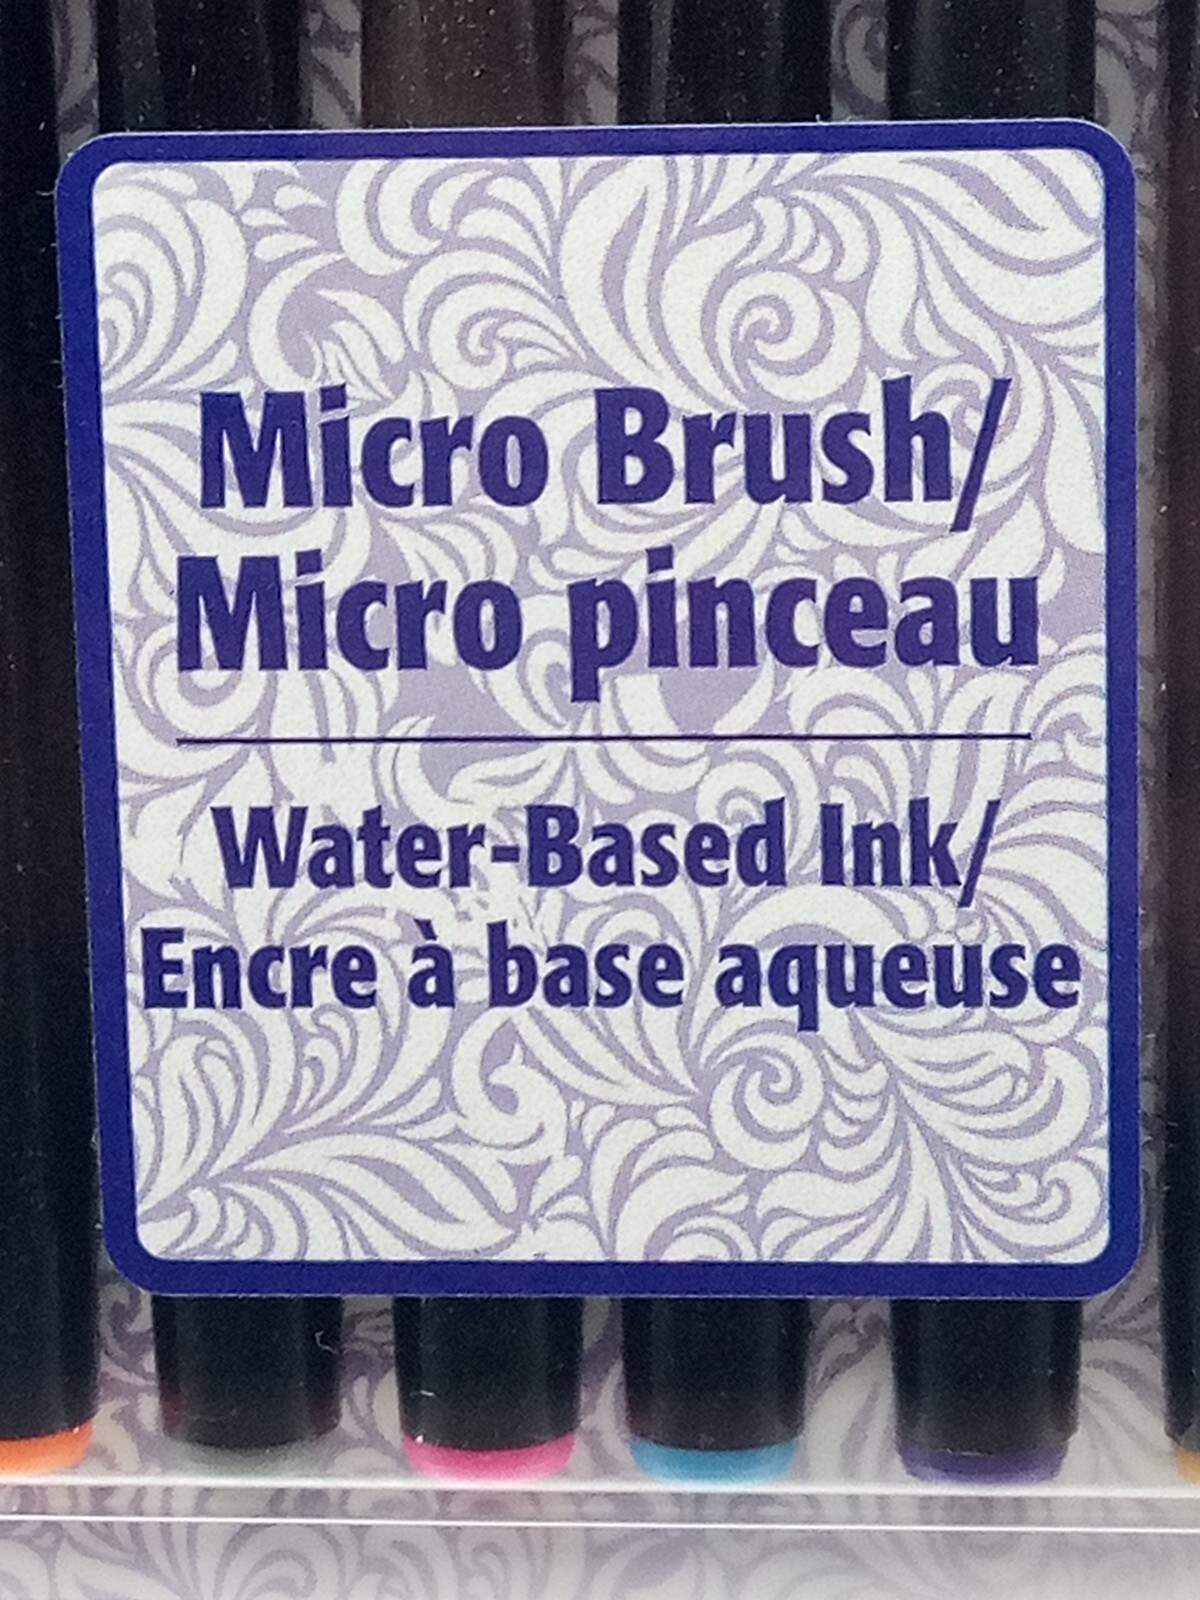 Micro Brush/
Micro pinceau
Water-Based Ink/
Encre à base aqueuse